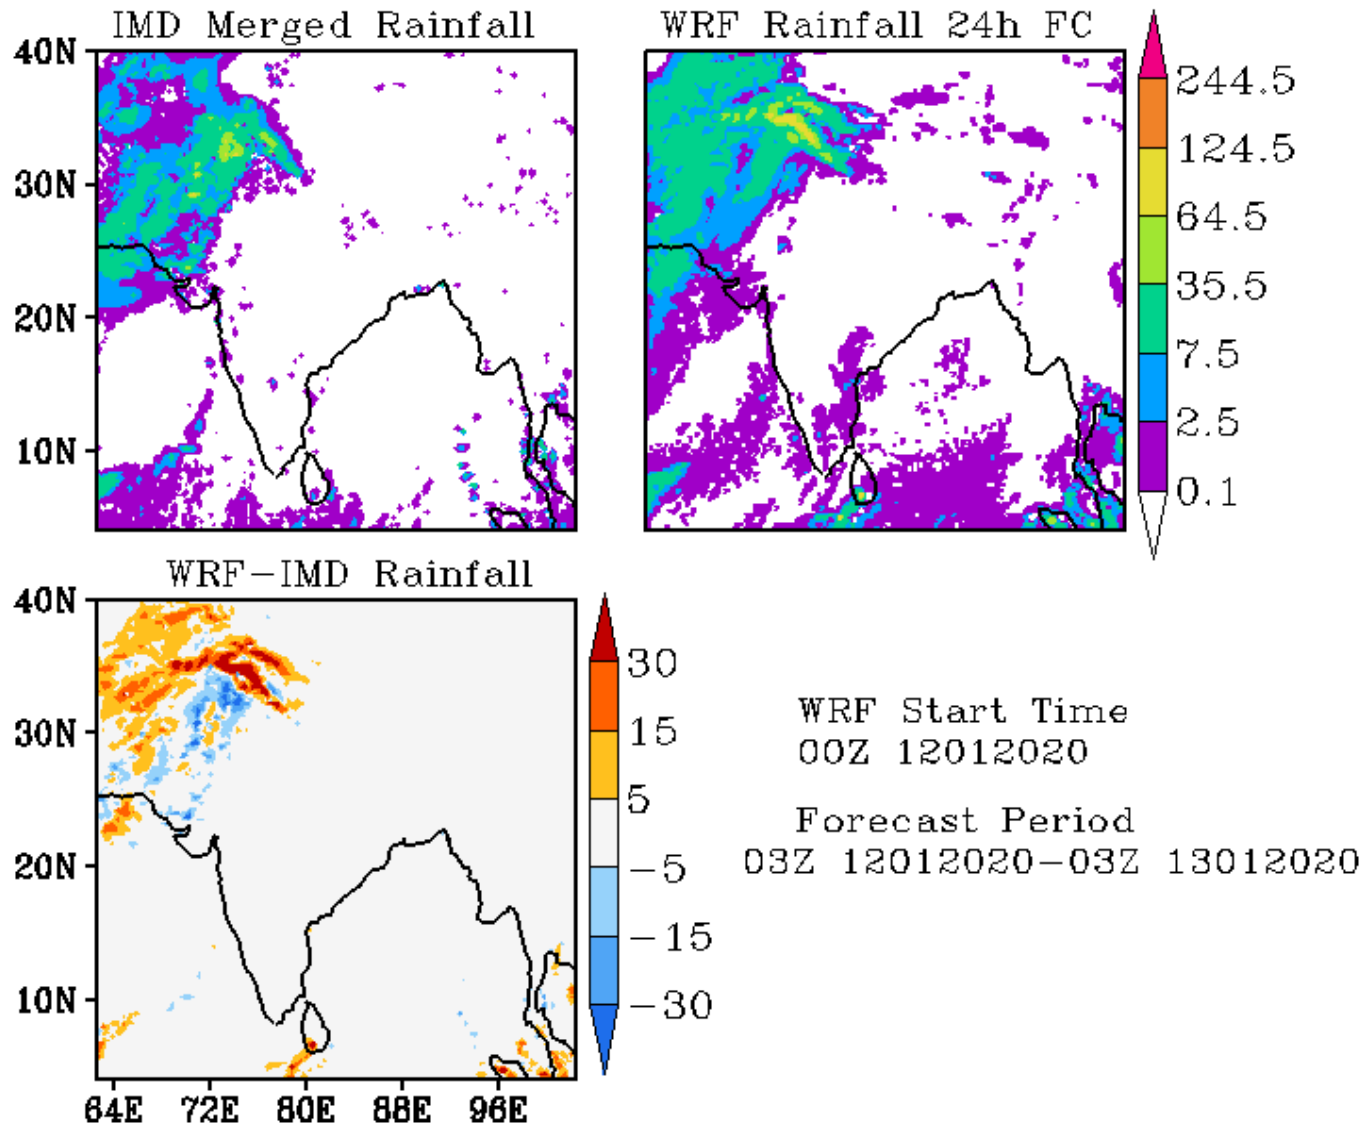 IMD Merged Rainfall
WRF Rainfall 24h FC
40N
30N
20N
10N
244.5
124.5
64.5
35.5
7.5
2.5
0.1
WRF-IMD Rainfall
40N
30N
20N
10N
64E 72E 80E 88E 96E
30
15
5
-5
-15
-30
WRF Start Time
00Z 12012020
Forecast Period
03Z 12012020-03Z 13012020